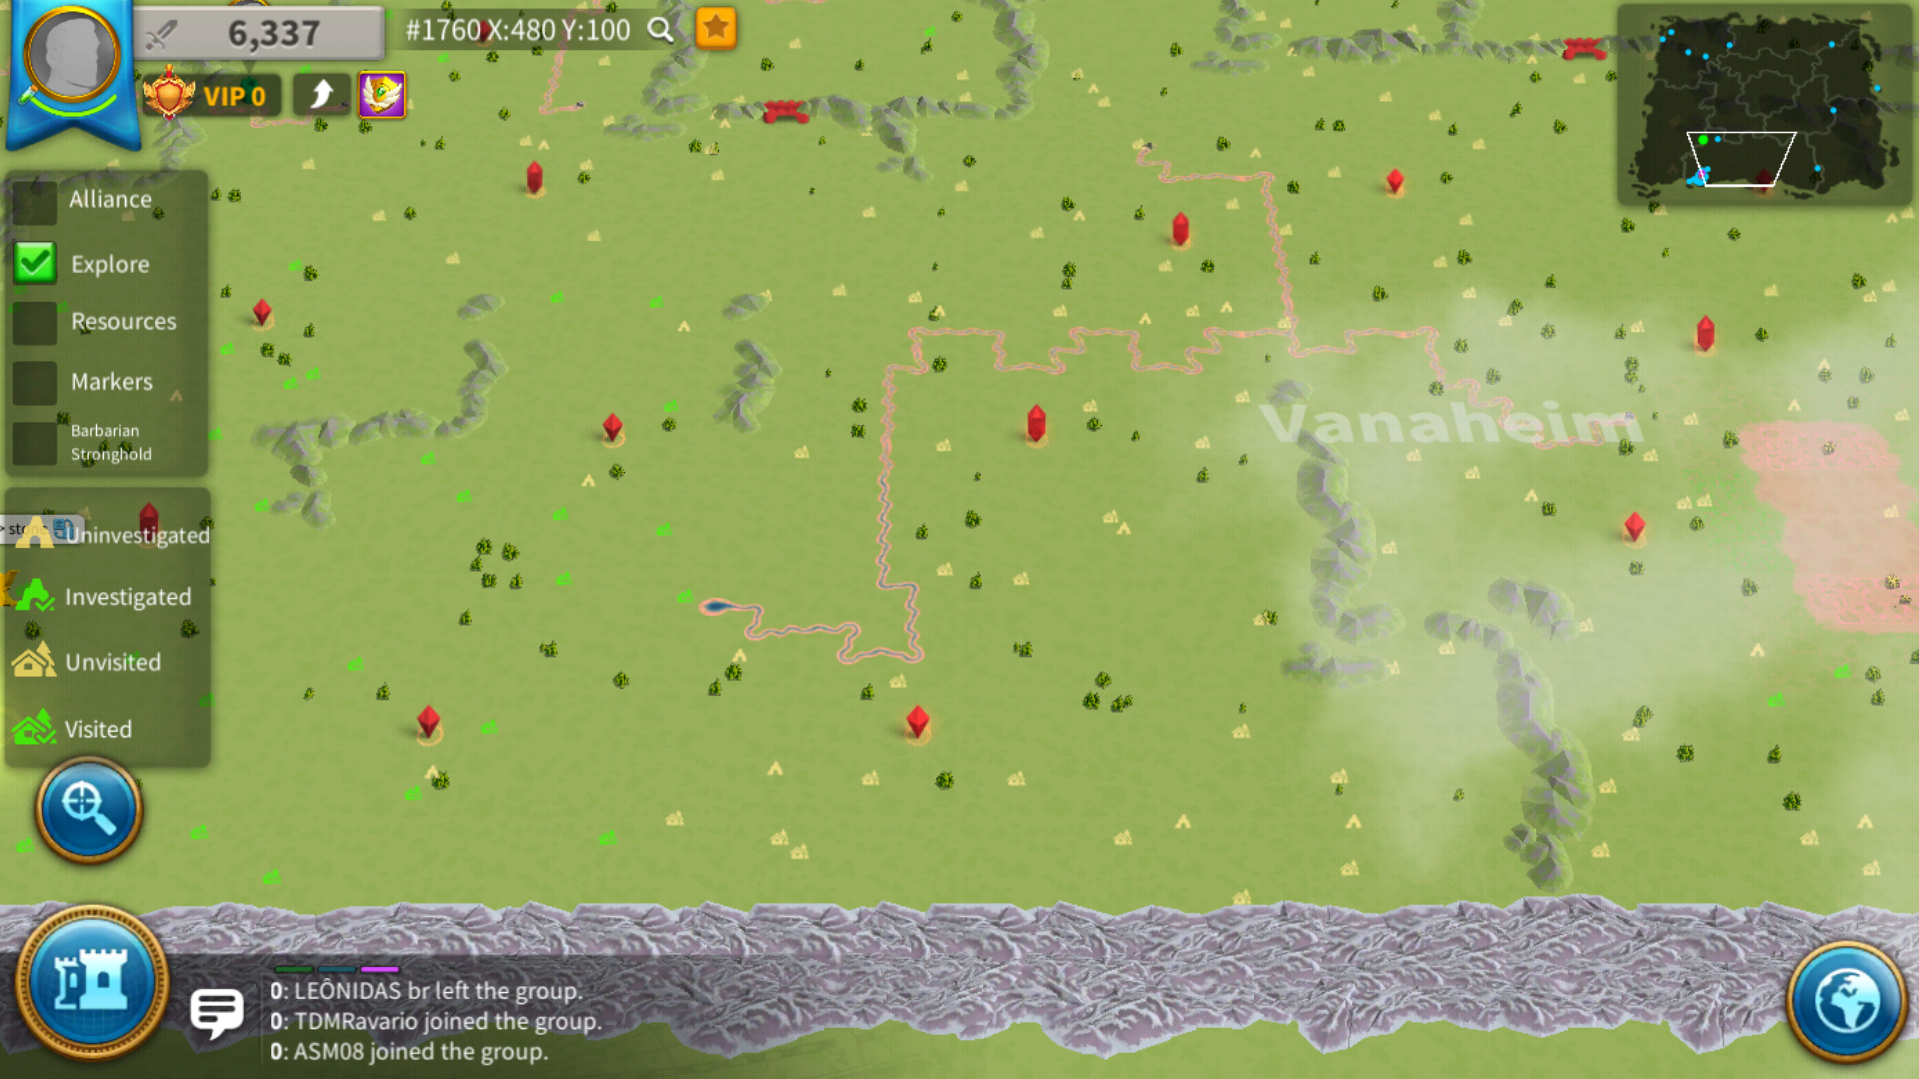 6,337
#1760 X:480 Y:100
VIP 0
Alliance
Explore
Resources
Markers
Barbarian
Stronghold
Uninvestigated
Investigated
Unvisited
Visited
Vanaheim
0: LEÔNIDAS br left the group.
0: TDMRavario joined the group.
0: ASM08 joined the group.